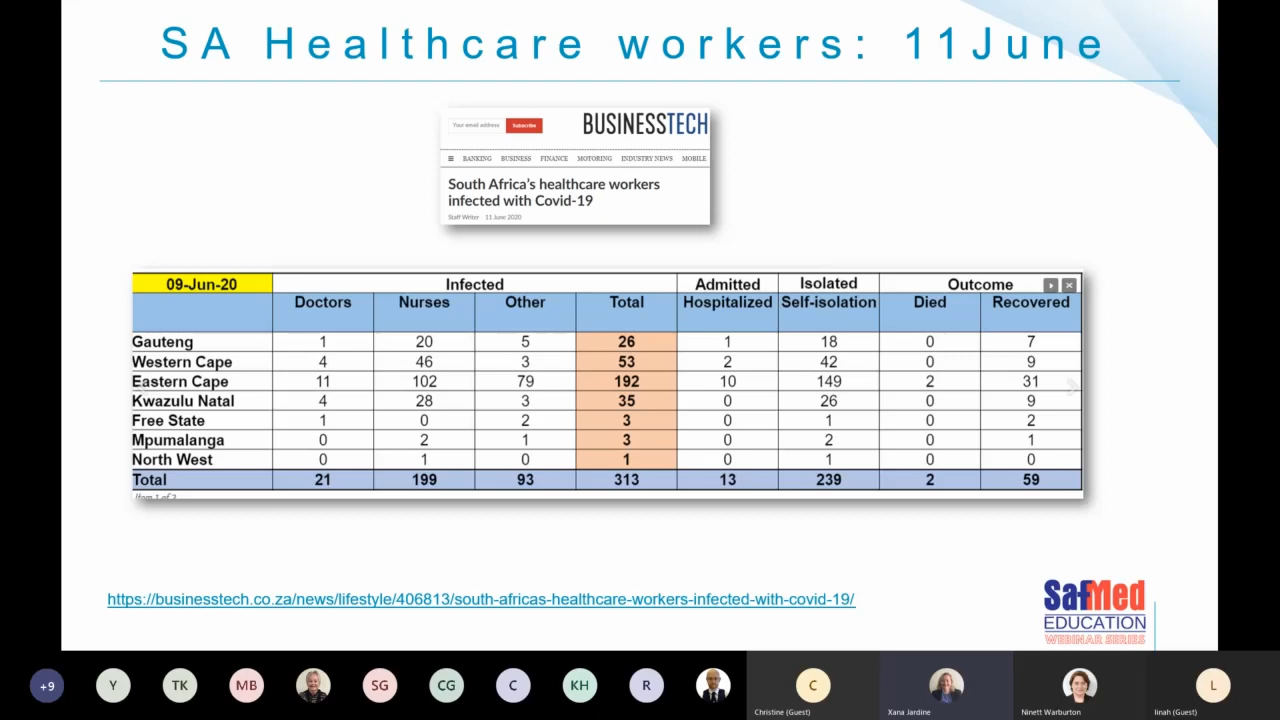 SA Healthcare workers: 11June
Your email address Subscribe BUSINESSTECH
BANKING BUSINESS FINANCE MOTORING INDUSTRY NEWS MOBILE
South Africa's healthcare workers
infected with Covid-19
Staff Writer 11 June 2020
09-Jun-20 Infected Admitted Isolated Outcome
Doctors Nurses Other Total Hospitalized Self-isolation Died Recovered
Gauteng 1 20 5 26 1 18 0 7
Western Cape 4 46 3 53 2 42 0 9
Eastern Cape 11 102 79 192 10 149 2 31
Kwazulu Natal 4 28 3 35 0 26 0 9
Free State 1 0 2 3 0 1 0 2
Mpumalanga 0 2 1 3 0 2 0 1
North West 0 1 0 1 0 1 0 0
Total 21 199 93 313 13 239 2 59
Item 1 of 2
https://businesstech.co.za/news/lifestyle/406813/south-africas-healthcare-workers-infected-with-covid-19/
SafMed
EDUCATION
WEBINAR SERIES
+9 Y TK MB SG CG C KH R C L
Christine (Guest) Xana Jardine Ninett Warburton linah (Guest)